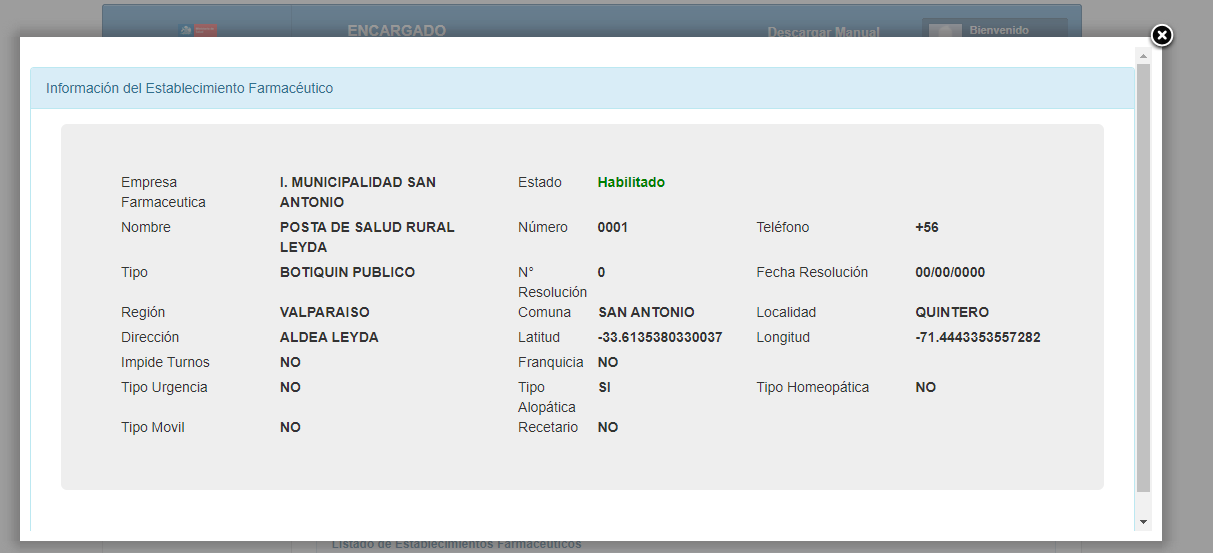 ENCARGADO
Descargar Manual
Bienvenido
Información del Establecimiento Farmacéutico
Empresa Farmaceutica I. MUNICIPALIDAD SAN ANTONIO Estado Habilitado
Nombre POSTA DE SALUD RURAL LEYDA Número 0001 Teléfono +56
Tipo BOTIQUIN PUBLICO N° Resolución 0 Fecha Resolución 00/00/0000
Región VALPARAISO Comuna SAN ANTONIO Localidad QUINTERO
Dirección ALDEA LEYDA Latitud -33.6135380330037 Longitud -71.4443353557282
Impide Turnos NO Franquicia NO
Tipo Urgencia NO Tipo Alopática SI Tipo Homeopática NO
Tipo Movil NO Recetario NO
Listado de Establecimientos Farmacéuticos